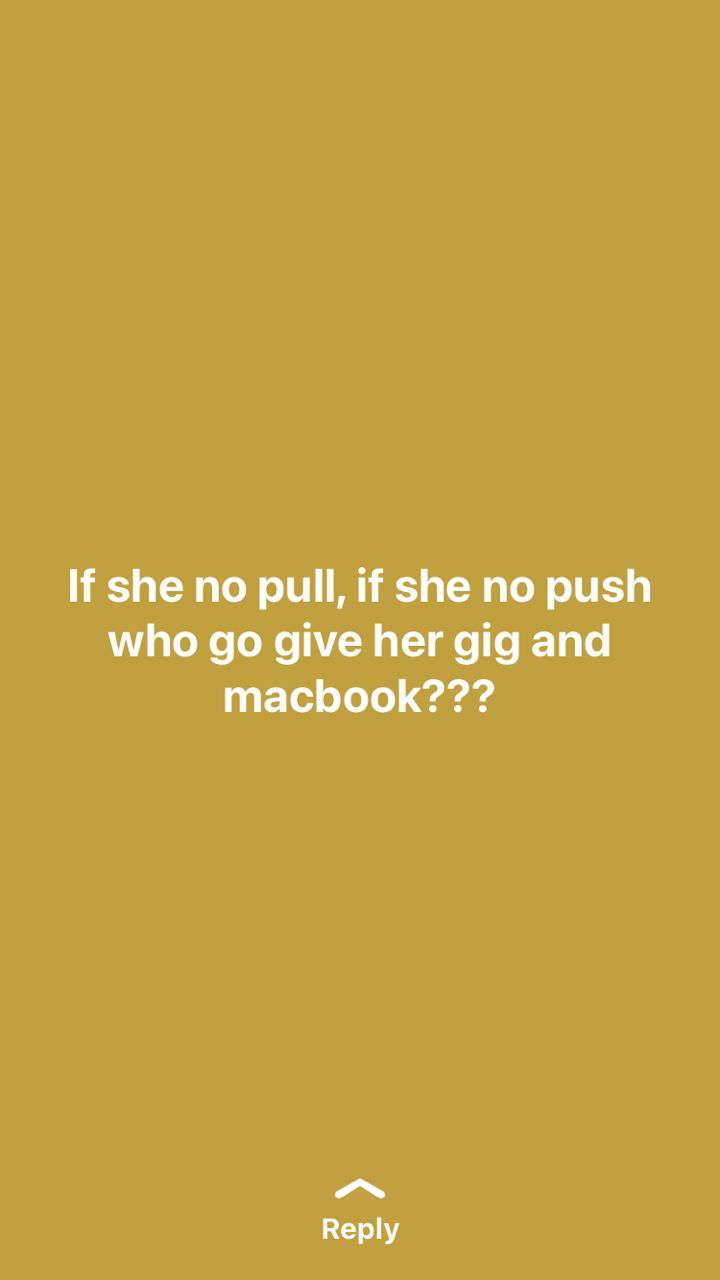 If she no pull, if she no push
who go give her gig and
macbook???
Reply